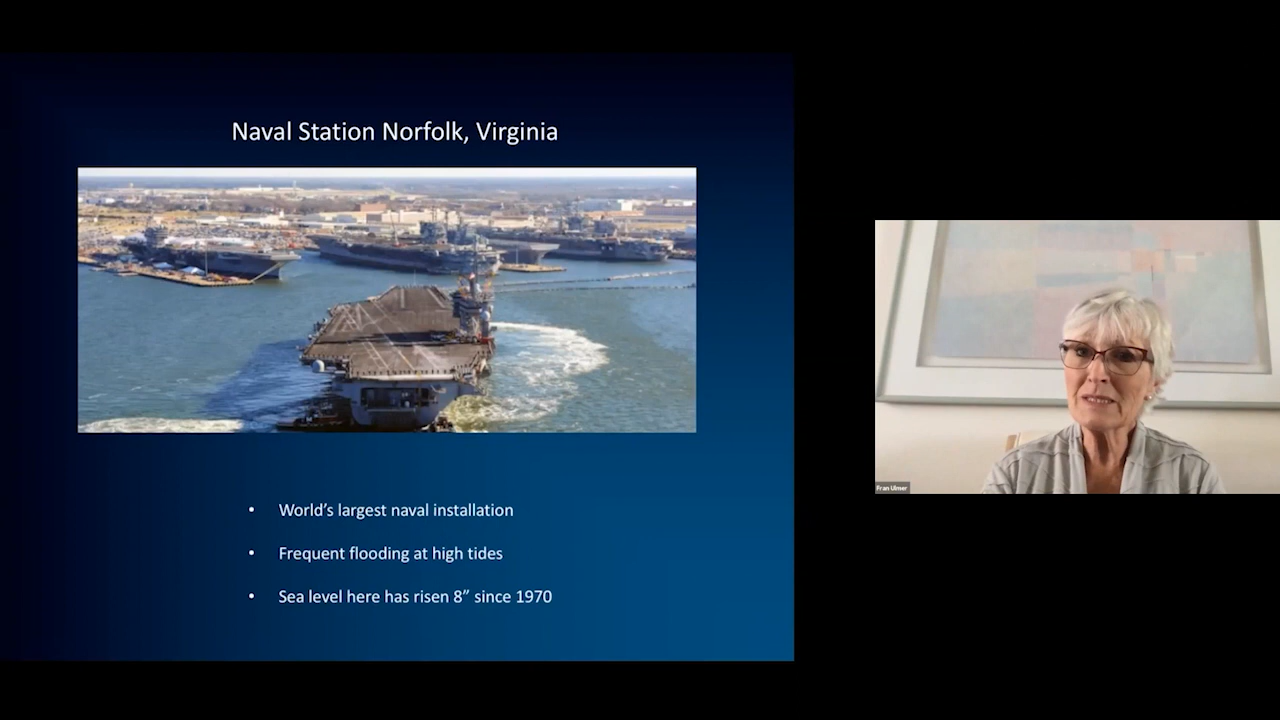 Naval Station Norfolk, Virginia
• World’s largest naval installation
• Frequent flooding at high tides
• Sea level here has risen 8” since 1970
Fran Ulmer